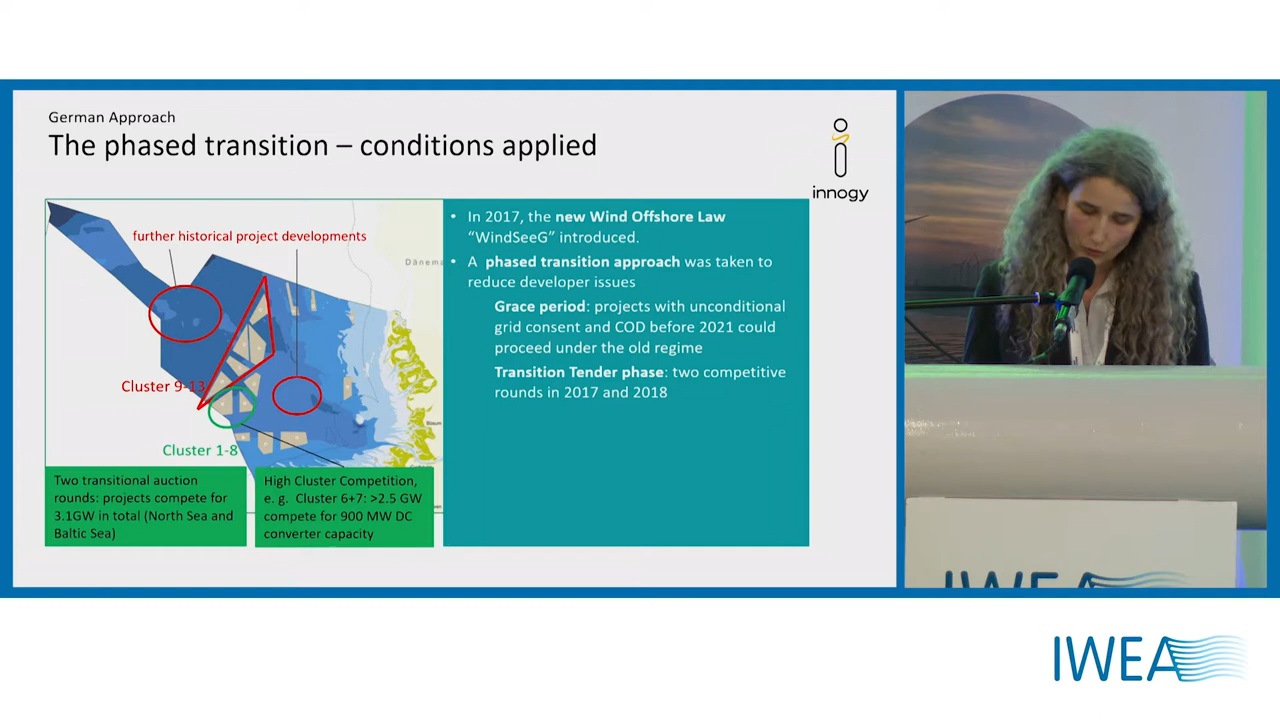 German Approach
The phased transition – conditions applied
innogy
further historical project developments
Dänema
Cluster 9-13
Cluster 1-8
Two transitional auction
rounds: projects compete for
3.1GW in total (North Sea and
Baltic Sea)
High Cluster Competition,
e. g. Cluster 6+7: >2.5 GW
compete for 900 MW DC
converter capacity
• In 2017, the new Wind Offshore Law
“WindSeeG” introduced.
• A phased transition approach was taken to
reduce developer issues
Grace period: projects with unconditional
grid consent and COD before 2021 could
proceed under the old regime
Transition Tender phase: two competitive
rounds in 2017 and 2018
IWEA
IWEA